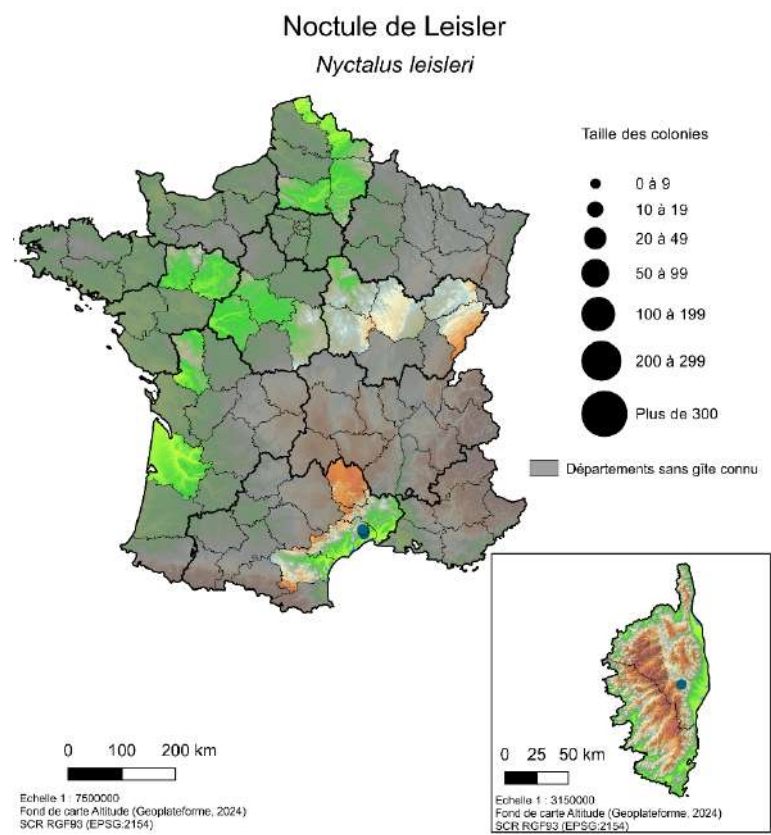 Noctule de Leisler
Nyctalus leisleri
Taille des colonies
0 à 9
10 à 19
20 à 49
50 à 99
100 à 199
200 à 299
Plus de 300
Départements sans gîte connu
0 100 200 km
Echelle 1 : 7500000
Fond de carte Altitude (Geoplateforme, 2024)
SCR RGF93 (EPSG:2154)
0 25 50 km
Echelle 1 : 3150000
Fond de carte Altitude (Geoplateforme, 2024)
SCR RGF93 (EPSG:2154)